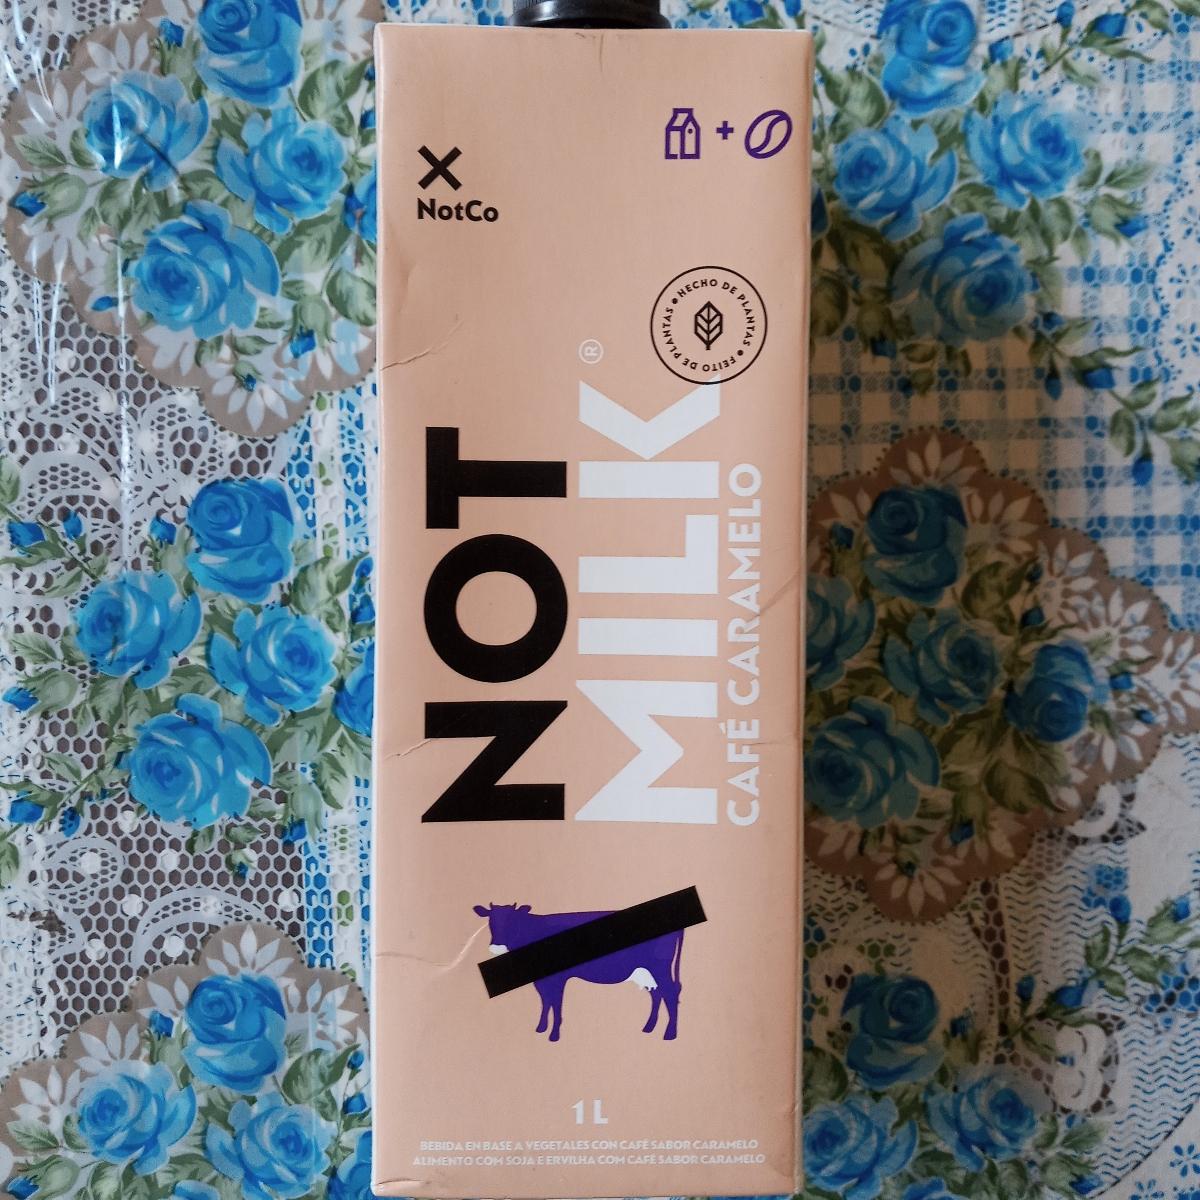 NotCo
HECHO DE PLANTAS • FEITO DE PLANTAS •
NOT
MILK®
CAFÉ CARAMELO
1 L
BEBIDA EN BASE A VEGETALES CON CAFÉ SABOR CARAMELO
ALIMENTO COM SOJA E ERVILHA COM CAFÉ SABOR CARAMELO